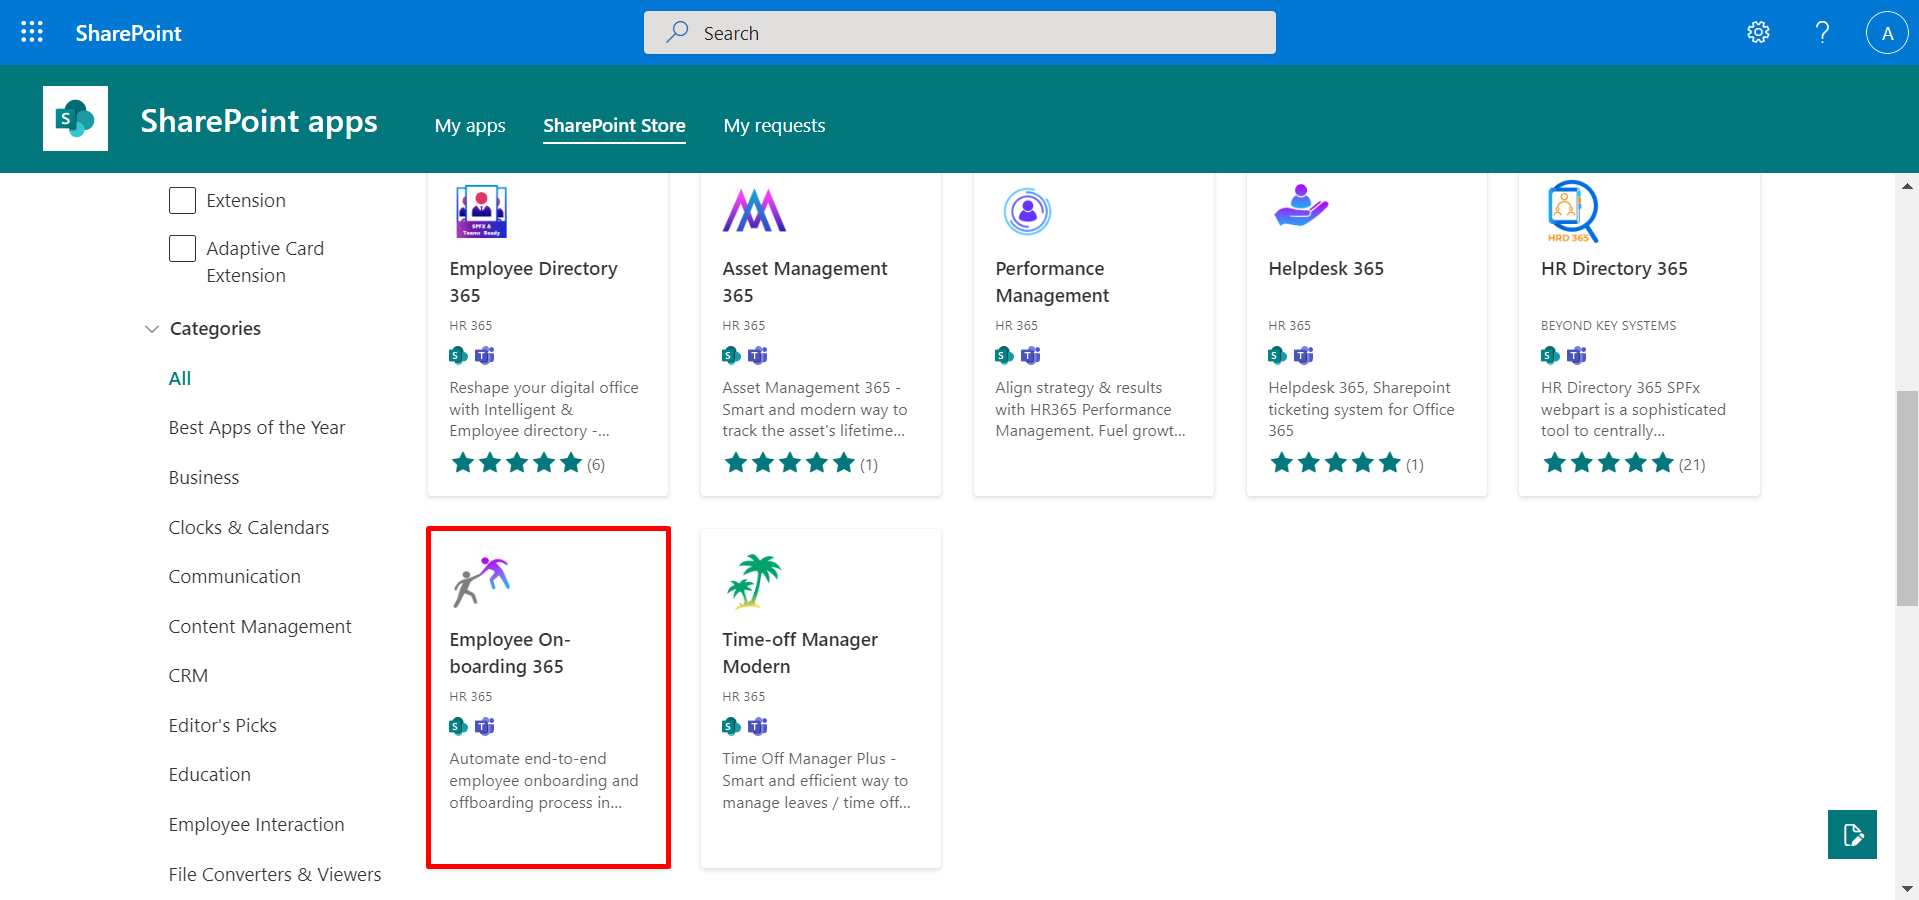 SharePoint
Search
A
SharePoint apps
My apps
SharePoint Store
My requests
Extension
Adaptive Card
Extension
Categories
All
Best Apps of the Year
Business
Clocks & Calendars
Communication
Content Management
CRM
Editor's Picks
Education
Employee Interaction
File Converters & Viewers
SPFX &
Teams Ready
Employee Directory
365
HR 365
Reshape your digital office
with Intelligent &
Employee directory -...
(6)
Asset Management
365
HR 365
Asset Management 365 -
Smart and modern way to
track the asset's lifetime...
(1)
Performance
Management
HR 365
Align strategy & results
with HR365 Performance
Management. Fuel growt...
Helpdesk 365
HR 365
Helpdesk 365, Sharepoint
ticketing system for Office
365
(1)
HRD 365
HR Directory 365
BEYOND KEY SYSTEMS
HR Directory 365 SPFx
webpart is a sophisticated
tool to centrally...
(21)
Employee On-
boarding 365
HR 365
Automate end-to-end
employee onboarding and
offboarding process in...
Time-off Manager
Modern
HR 365
Time Off Manager Plus -
Smart and efficient way to
manage leaves / time off...